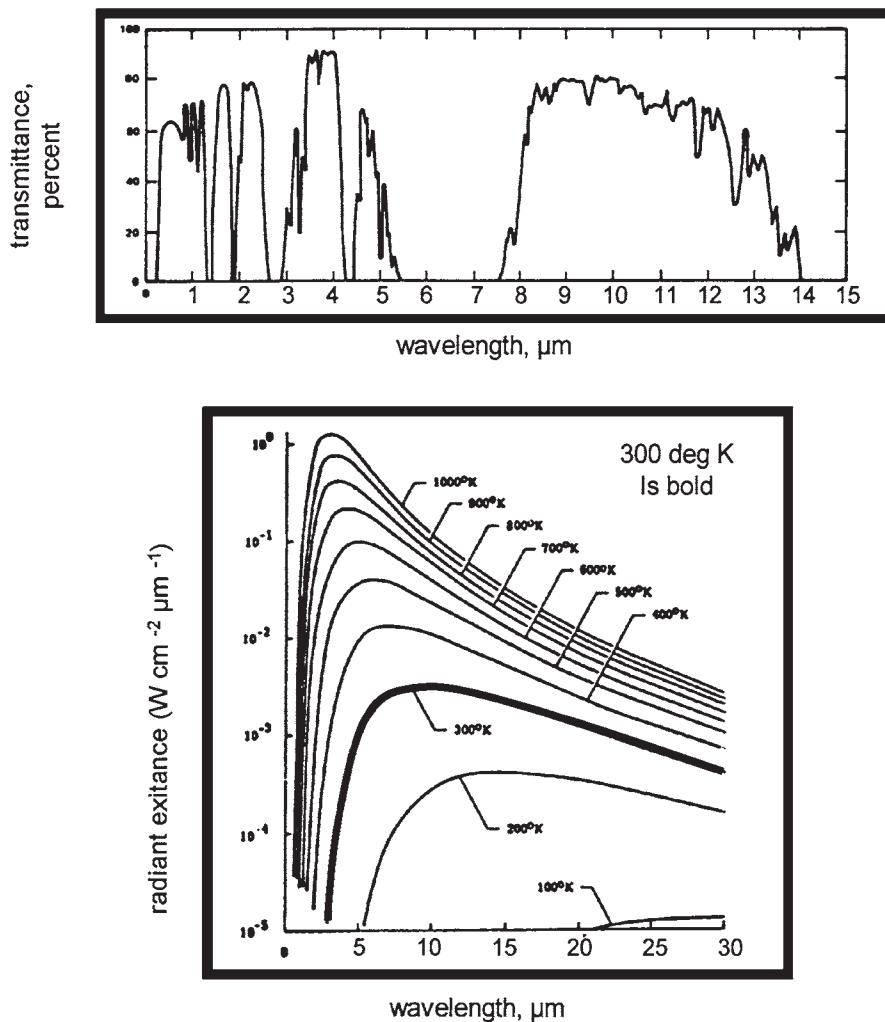 transmittance,
percent
100
80
60
40
20
0
0 1 2 3 4 5 6 7 8 9 10 11 12 13 14 15
wavelength, µm
radiant exitance (W cm -2 µm -1)
300 deg K
Is bold
10⁰
10⁻¹
10⁻²
10⁻³
10⁻⁴
10⁻⁵
1000°K
900°K
800°K
700°K
600°K
500°K
400°K
300°K
200°K
100°K
0 5 10 15 20 25 30
wavelength, µm